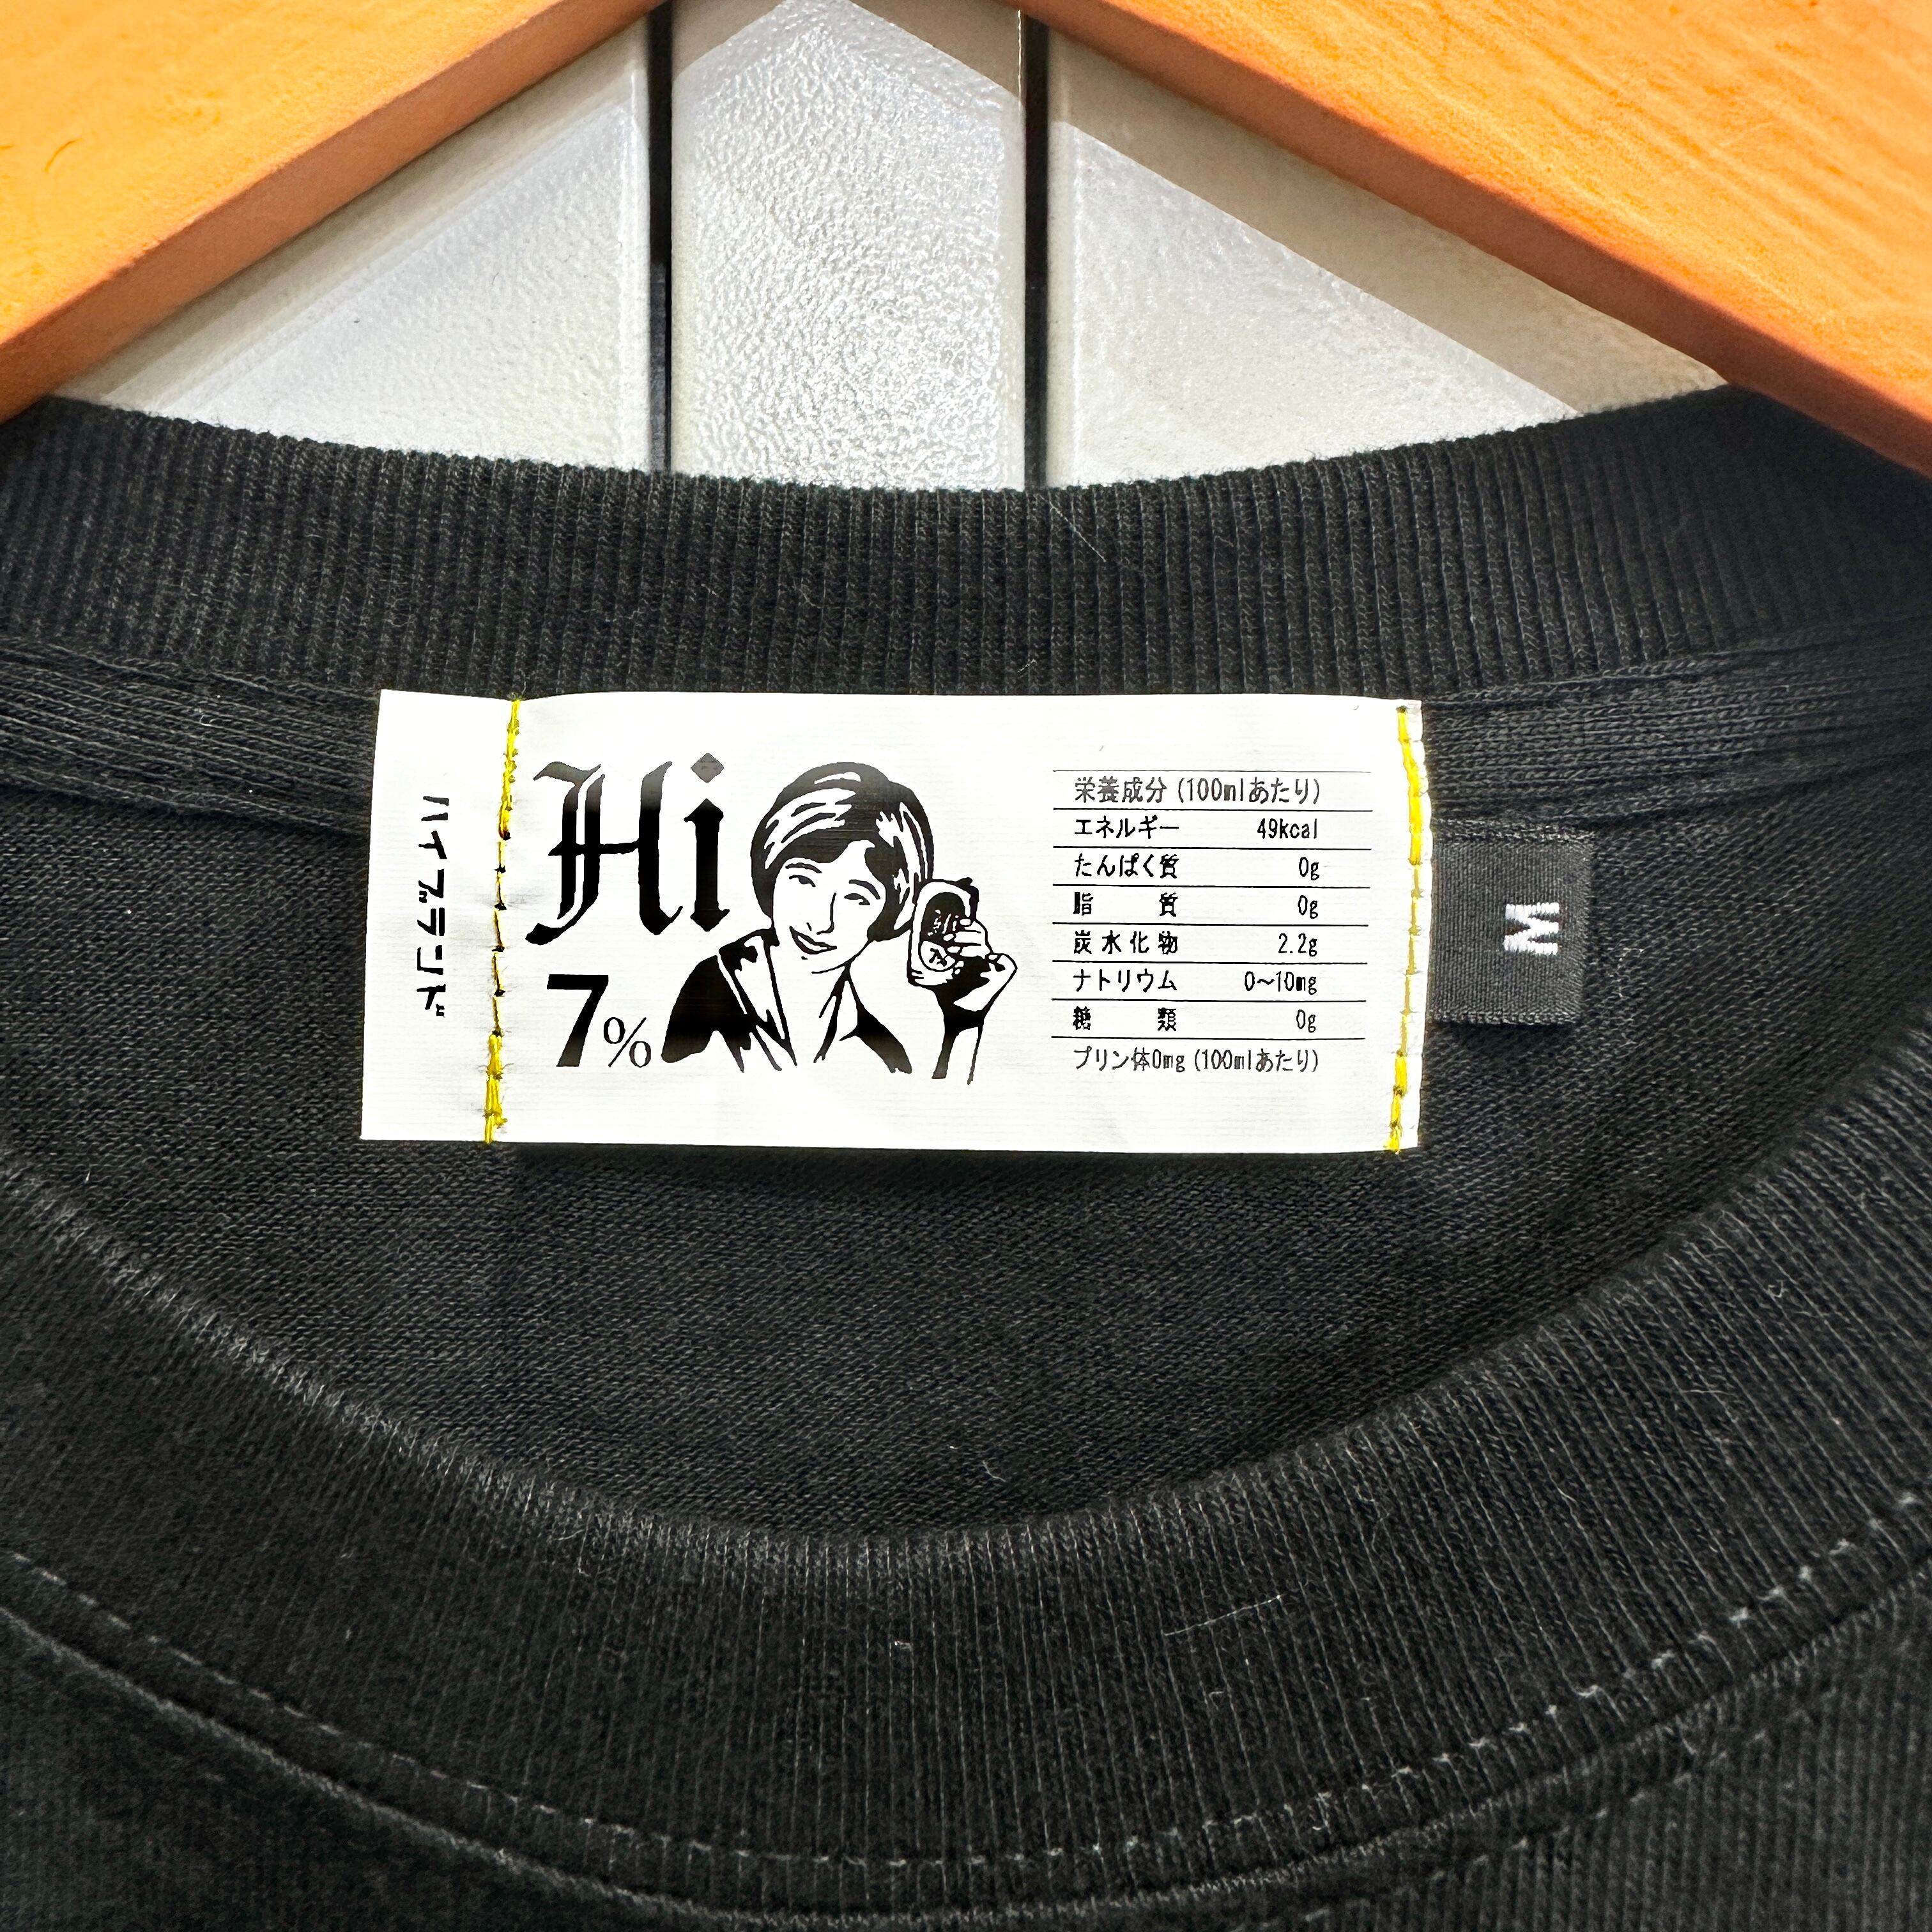 ハイブランド
Hi
7%
栄養成分 (100mlあたり)
エネルギー 49kcal
たんぱく質 0g
脂質 0g
炭水化物 2.2g
ナトリウム 0~10mg
糖類 0g
プリン体0mg (100mlあたり)
M